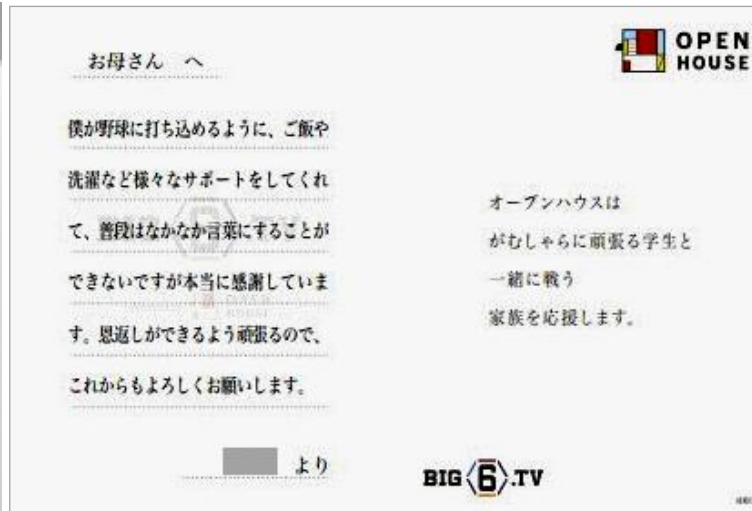 お母さん へ
僕が野球に打ち込めるように、ご飯や
洗濯など様々なサポートをしてくれ
て、普段はなかなか言葉にすることが
できないですが本当に感謝していま
す。恩返しができるよう頑張るので、
これからもよろしくお願いします。
より
OPEN
HOUSE
オープンハウスは
がむしゃらに頑張る学生と
一緒に戦う
家族を応援します。
BIG6.TV